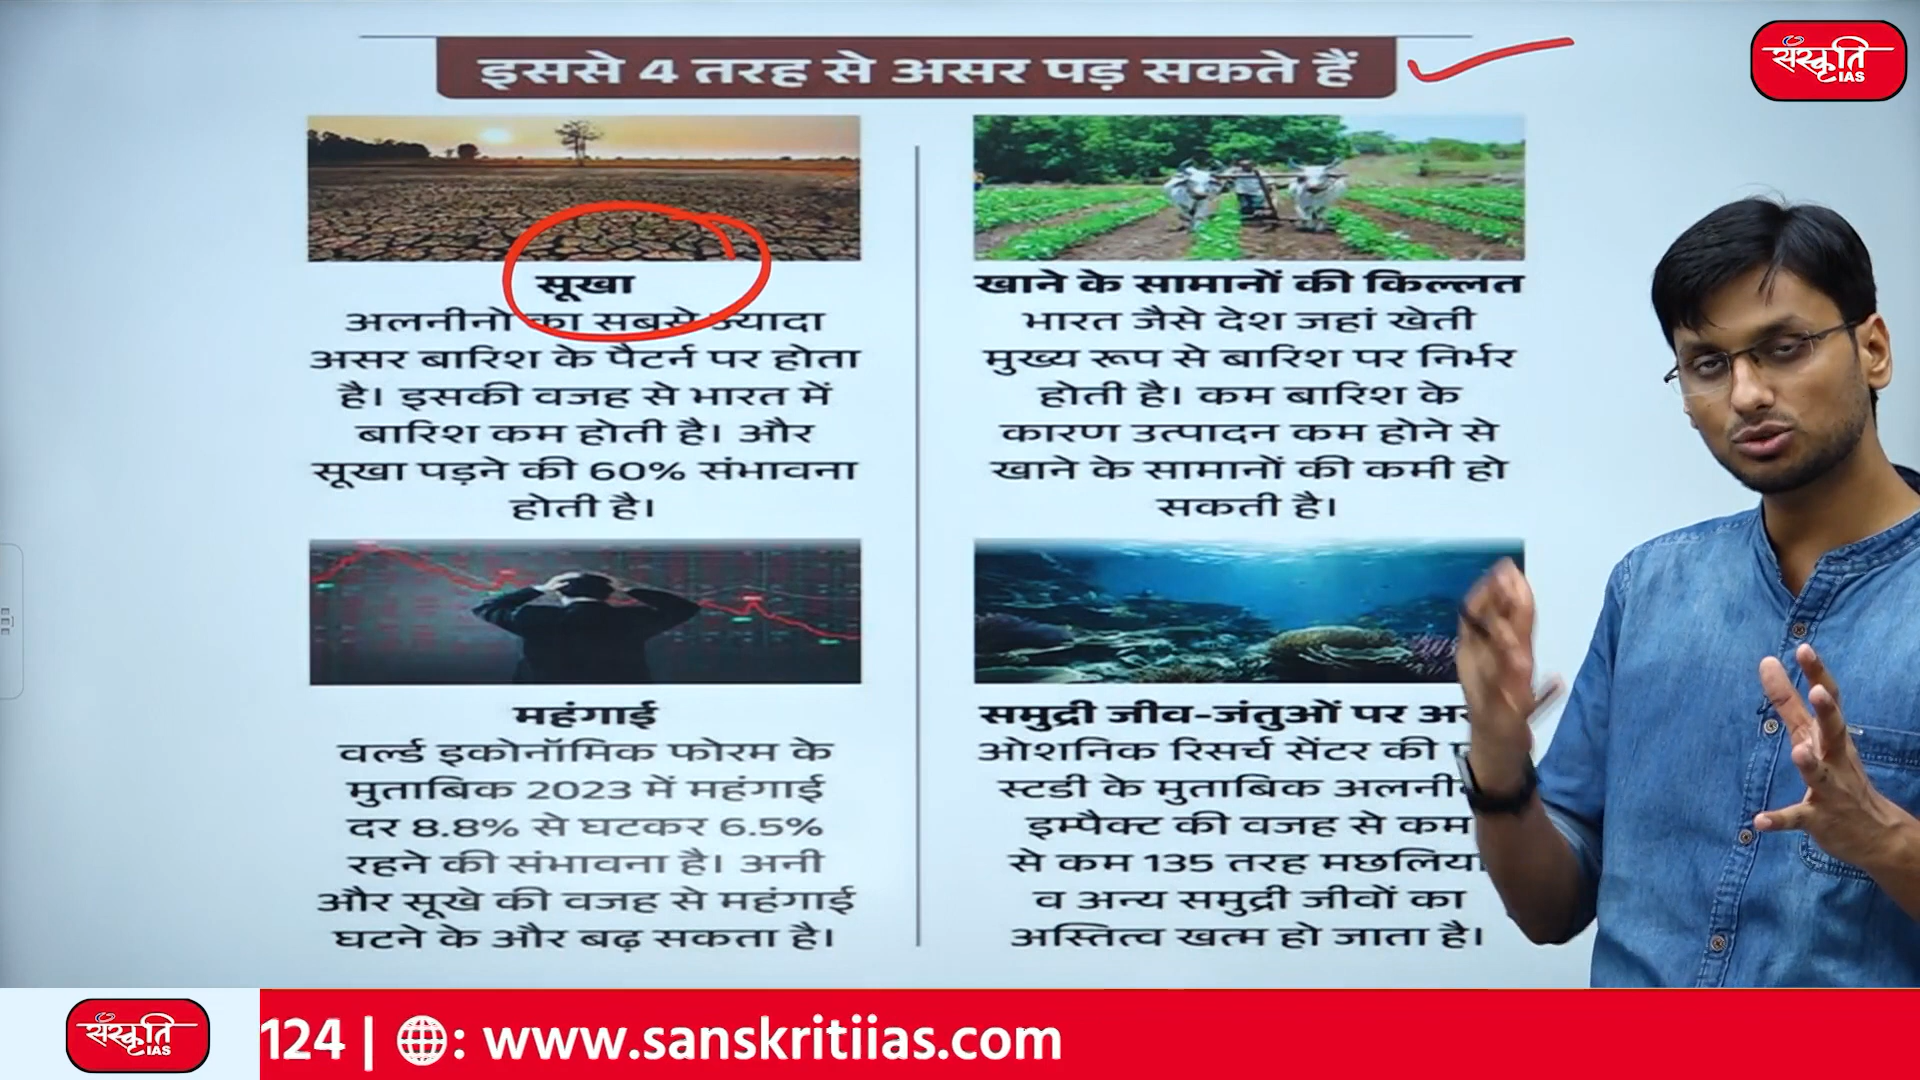 इससे 4 तरह से असर पड़ सकते हैं
संस्कृति
IAS
सूखा
अलनीनो का सबसे ज्यादा
असर बारिश के पैटर्न पर होता
है। इसकी वजह से भारत में
बारिश कम होती है। और
सूखा पड़ने की 60% संभावना
होती है।
खाने के सामानों की किल्लत
भारत जैसे देश जहां खेती
मुख्य रूप से बारिश पर निर्भर
होती है। कम बारिश के
कारण उत्पादन कम होने से
खाने के सामानों की कमी हो
सकती है।
महंगाई
वर्ल्ड इकोनॉमिक फोरम के
मुताबिक 2023 में महंगाई
दर 8.8% से घटकर 6.5%
रहने की संभावना है। अनी
और सूखे की वजह से महंगाई
घटने के और बढ़ सकता है।
समुद्री जीव-जंतुओं पर
ओशनिक रिसर्च सेंटर की
स्टडी के मुताबिक
इम्पैक्ट की वजह से कम
से कम 135 तरह
व अन्य समुद्री जीवों का
अस्तित्व खत्म हो जाता है।
संस्कृति
IAS
124 | : www.sanskritiias.com